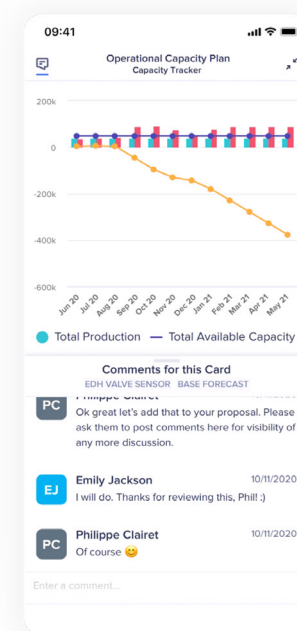 09:41
Operational Capacity Plan
Capacity Tracker
200k
0
-200k
-400k
-600k
Jun 20
Jul 20
Aug 20
Sep 20
Oct 20
Nov 20
Dec 20
Jan 21
Feb 21
Mar 21
Apr 21
May 21
Total Production
Total Available Capacity
Comments for this Card
EDH VALVE SENSOR BASE FORECAST
PC
Philippe Clairet
Ok great let's add that to your proposal. Please
ask them to post comments here for visibility of
any more discussion.
EJ
Emily Jackson 10/11/2020
I will do. Thanks for reviewing this, Phil! :)
PC
Philippe Clairet 10/11/2020
Of course 😊
Enter a comment...